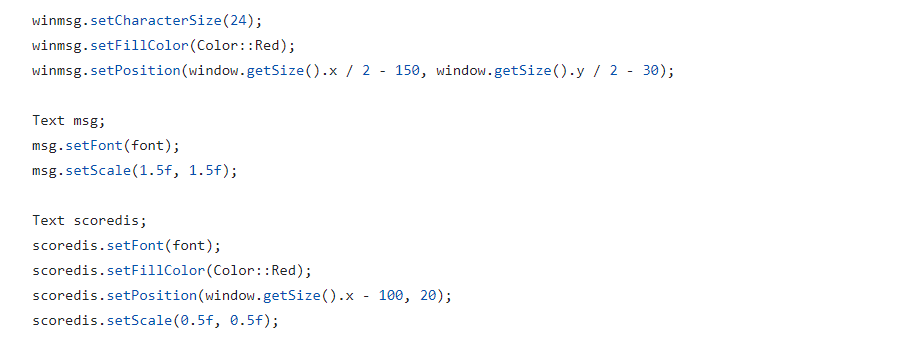 winmsg.setCharacterSize(24);
winmsg.setFillColor(Color::Red);
winmsg.setPosition(window.getSize().x / 2 - 150, window.getSize().y / 2 - 30);
Text msg;
msg.setFont(font);
msg.setScale(1.5f, 1.5f);
Text scoredis;
scoredis.setFont(font);
scoredis.setFillColor(Color::Red);
scoredis.setPosition(window.getSize().x - 100, 20);
scoredis.setScale(0.5f, 0.5f);